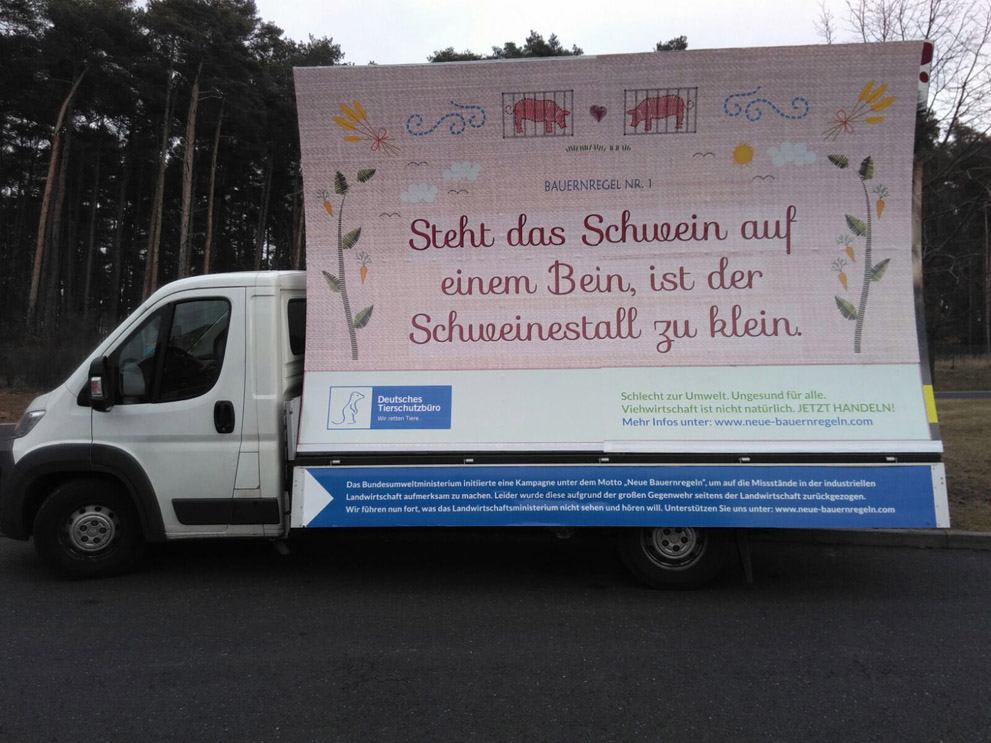 BAUERNREGEL NR. 1
Steht das Schwein auf
einem Bein, ist der
Schweinestall zu klein.
Deutsches
Tierschutzbüro
Wir retten Tiere.
Schlecht zur Umwelt. Ungesund für alle.
Viehwirtschaft ist nicht natürlich. JETZT HANDELN!
Mehr Infos unter: www.neue-bauernregeln.com
Das Bundesumweltministerium initiierte eine Kampagne unter dem Motto „Neue Bauernregeln“, um auf die Missstände in der industriellen
Landwirtschaft aufmerksam zu machen. Leider wurde diese aufgrund der großen Gegenwehr seitens der Landwirtschaft zurückgezogen.
Wir führen nun fort, was das Landwirtschaftsministerium nicht sehen und hören will. Unterstützen Sie uns unter: www.neue-bauernregeln.com